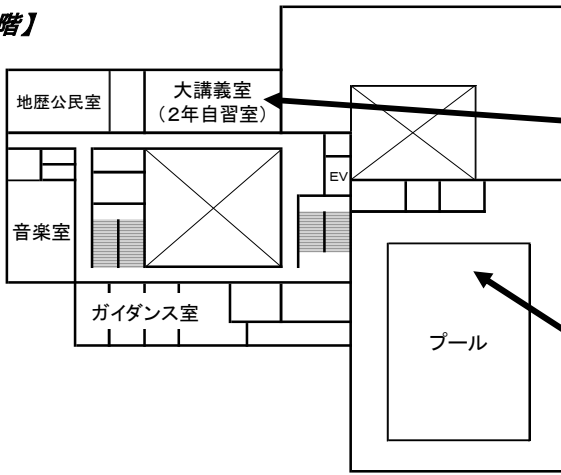 階】
地歴公民室
大講義室
（２年自習室）
EV
音楽室
ガイダンス室
プール